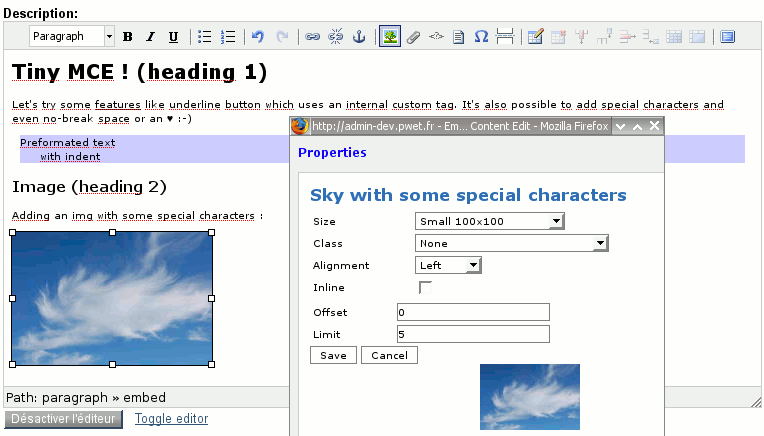 Description:
Paragraph B I U
Tiny MCE ! (heading 1)
Let's try some features like underline button which uses an internal custom tag. It's also possible to add special characters and
even no-break space or an ♥ :-)
Preformated text
with indent
Image (heading 2)
Adding an img with some special characters :
http://admin-dev.pwet.fr - Em... Content Edit - Mozilla Firefox
Properties
Sky with some special characters
Size Small 100x100
Class None
Alignment Left
Inline
Offset 0
Limit 5
Save Cancel
Path: paragraph » embed
Désactiver l'éditeur Toggle editor